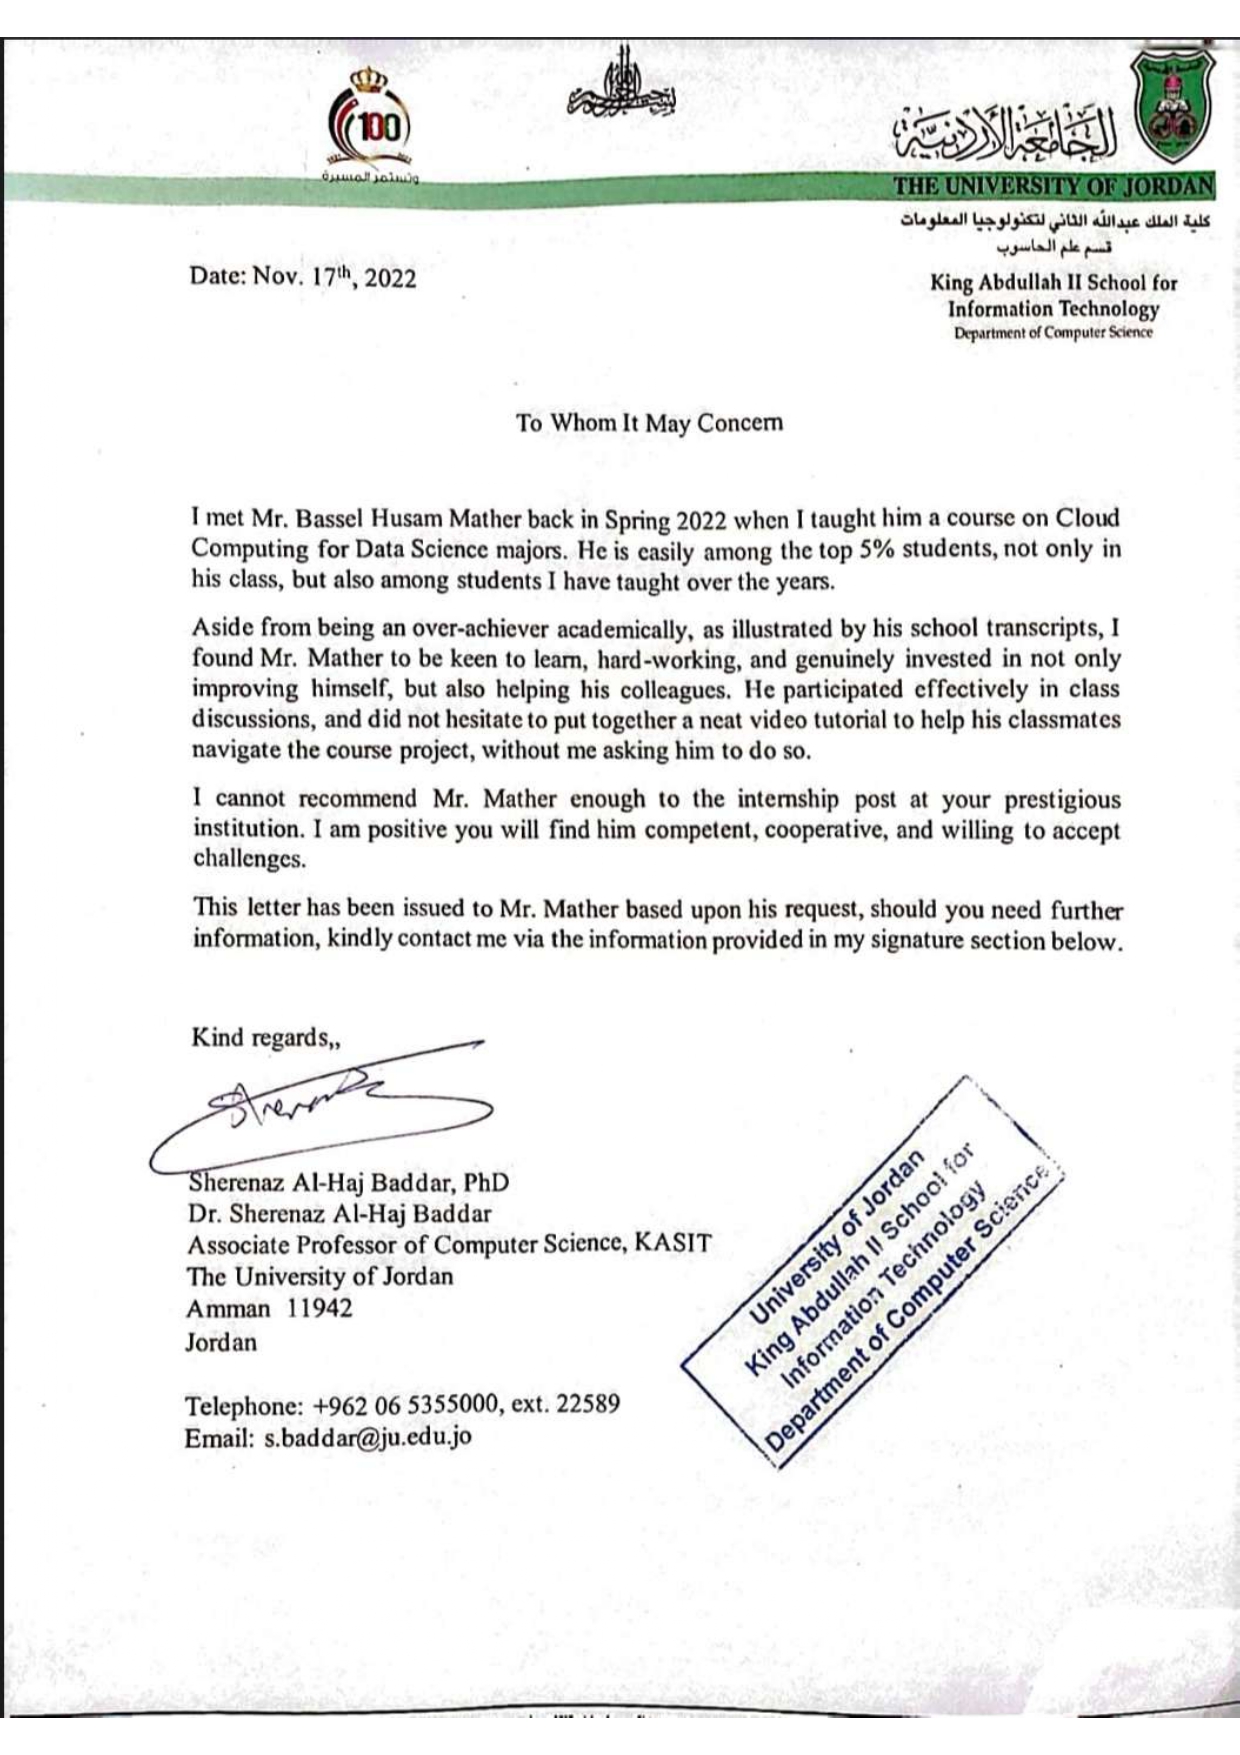 100
وتستمر المسيرة
الجامعة الأردنية
THE UNIVERSITY OF JORDAN
كلية الملك عبدالله الثاني لتكنولوجيا المعلومات
قسم علم الحاسوب
King Abdullah II School for
Information Technology
Department of Computer Science
Date: Nov. 17th, 2022
To Whom It May Concern
I met Mr. Bassel Husam Mather back in Spring 2022 when I taught him a course on Cloud
Computing for Data Science majors. He is easily among the top 5% students, not only in
his class, but also among students I have taught over the years.
Aside from being an over-achiever academically, as illustrated by his school transcripts, I
found Mr. Mather to be keen to learn, hard-working, and genuinely invested in not only
improving himself, but also helping his colleagues. He participated effectively in class
discussions, and did not hesitate to put together a neat video tutorial to help his classmates
navigate the course project, without me asking him to do so.
I cannot recommend Mr. Mather enough to the internship post at your prestigious
institution. I am positive you will find him competent, cooperative, and willing to accept
challenges.
This letter has been issued to Mr. Mather based upon his request, should you need further
information, kindly contact me via the information provided in my signature section below.
Kind regards,,
Sherenaz Al-Haj Baddar, PhD
Dr. Sherenaz Al-Haj Baddar
Associate Professor of Computer Science, KASIT
The University of Jordan
Amman 11942
Jordan
Telephone: +962 06 5355000, ext. 22589
Email: s.baddar@ju.edu.jo
University of Jordan
King Abdullah II School for
Information Technology
Department of Computer Science